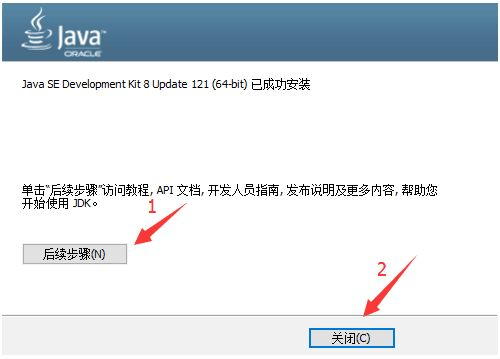 Java
ORACLE
Java SE Development Kit 8 Update 121 (64-bit) 已成功安装
单击“后续步骤”访问教程, API 文档, 开发人员指南, 发布说明及更多内容, 帮助您
开始使用 JDK。
1
后续步骤(N)
2
关闭(C)